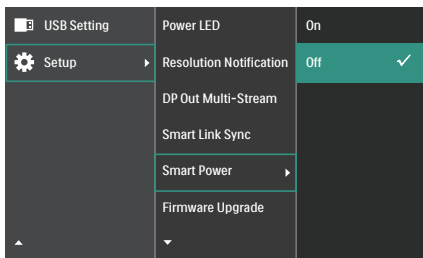 USB Setting
Setup
Power LED
Resolution Notification
DP Out Multi-Stream
Smart Link Sync
Smart Power
Firmware Upgrade
On
Off